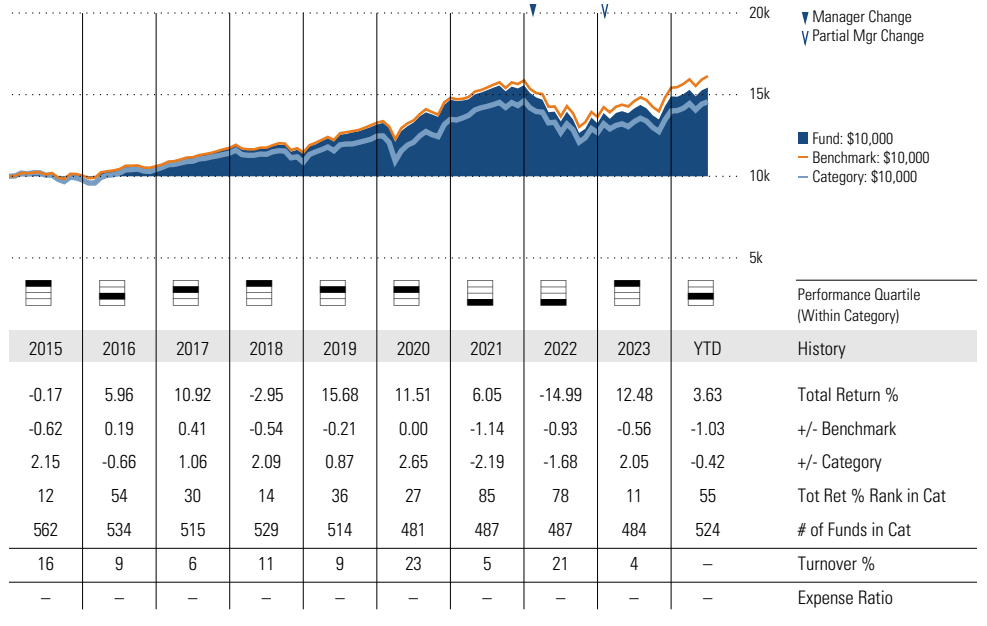 20k
15k
10k
5k
Manager Change
Partial Mgr Change
Fund: $10,000
Benchmark: $10,000
Category: $10,000
Performance Quartile
(Within Category)
2015 2016 2017 2018 2019 2020 2021 2022 2023 YTD History
-0.17 5.96 10.92 -2.95 15.68 11.51 6.05 -14.99 12.48 3.63 Total Return %
-0.62 0.19 0.41 -0.54 -0.21 0.00 -1.14 -0.93 -0.56 -1.03 +/- Benchmark
2.15 -0.66 1.06 2.09 0.87 2.65 -2.19 -1.68 2.05 -0.42 +/- Category
12 54 30 14 36 27 85 78 11 55 Tot Ret % Rank in Cat
562 534 515 529 514 481 487 487 484 524 # of Funds in Cat
16 9 6 11 9 23 5 21 4 – Turnover %
– – – – – – – – – – Expense Ratio